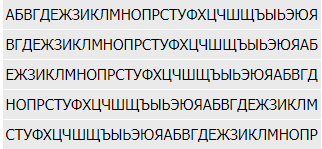 АБВГДЕЖЗИКЛМНОПРСТУФХЦЧШЩЪЫЬЭЮЯ
ВГДЕЖЗИКЛМНОПРСТУФХЦЧШЩЪЫЬЭЮЯАБ
ЕЖЗИКЛМНОПРСТУФХЦЧШЩЪЫЬЭЮЯАБВГД
НОПРСТУФХЦЧШЩЪЫЬЭЮЯАБВГДЕЖЗИКЛМ
СТУФХЦЧШЩЪЫЬЭЮЯАБВГДЕЖЗИКЛМНОПР